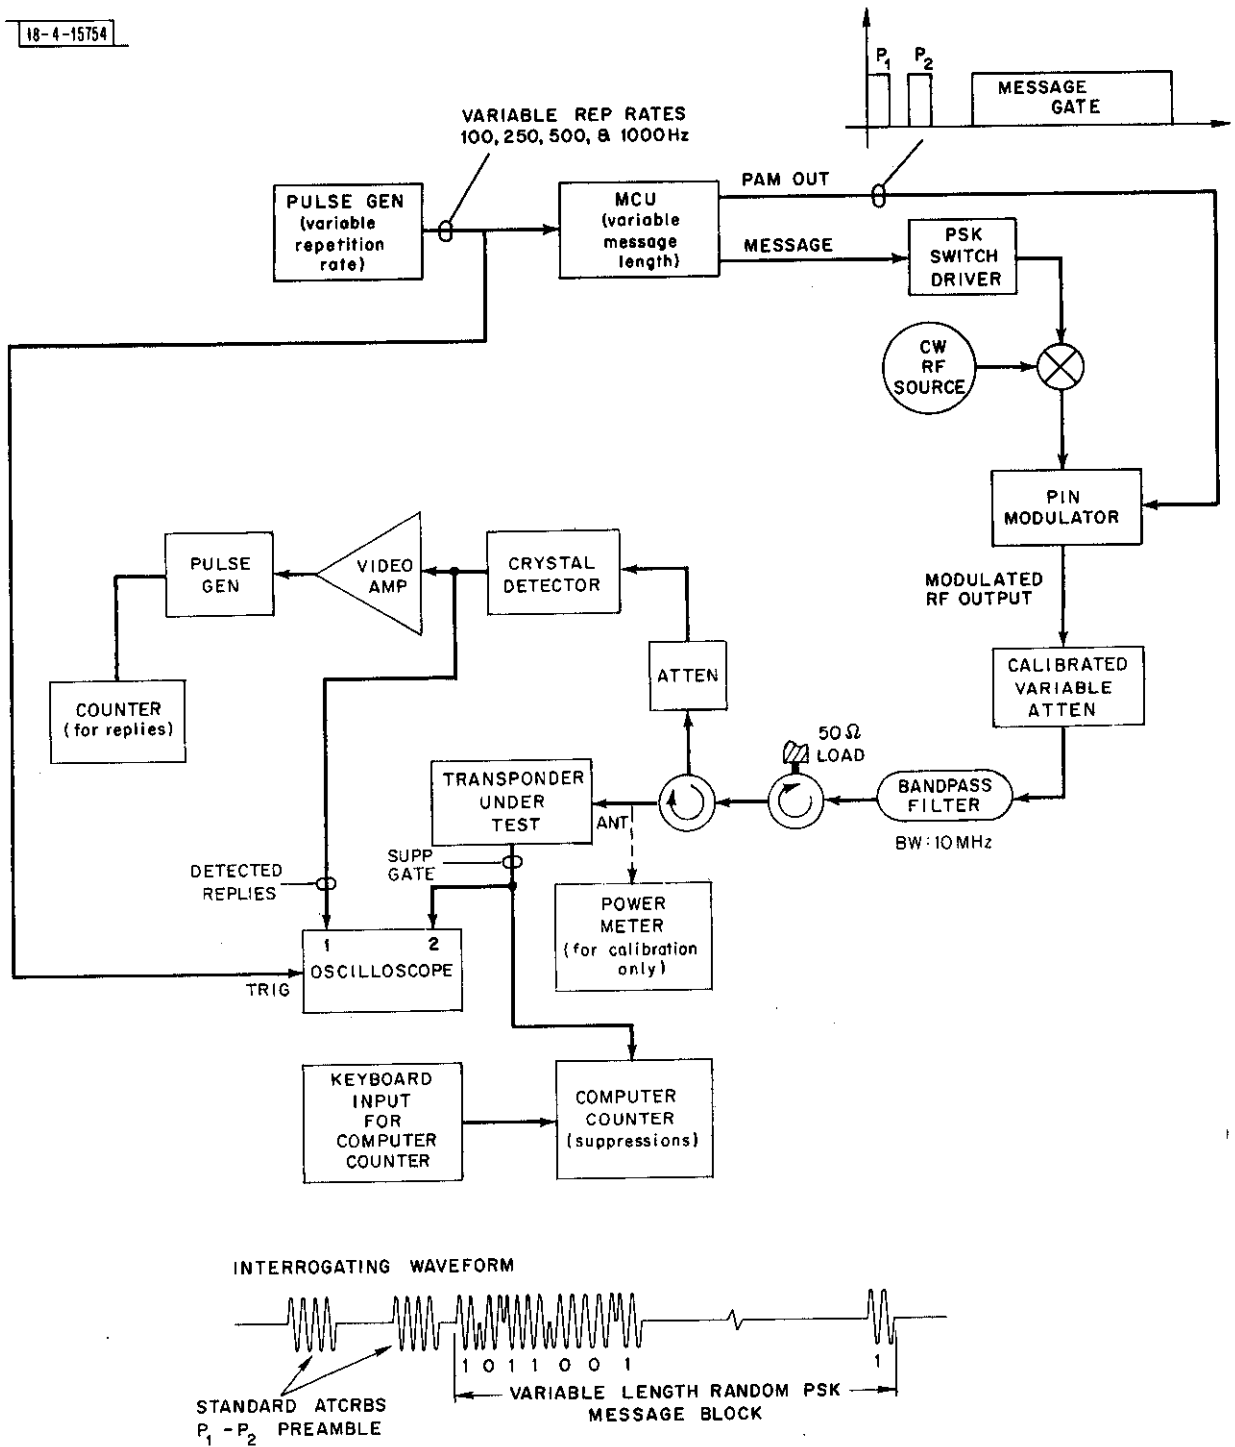 18-4-15754
P1 P2
MESSAGE
GATE
VARIABLE REP RATES
100, 250, 500, & 1000Hz
PULSE GEN
(variable
repetition
rate)
MCU
(variable
message
length)
PAM OUT
MESSAGE
PSK
SWITCH
DRIVER
CW
RF
SOURCE
PIN
MODULATOR
MODULATED
RF OUTPUT
CALIBRATED
VARIABLE
ATTEN
PULSE
GEN
VIDEO
AMP
CRYSTAL
DETECTOR
ATTEN
COUNTER
(for replies)
50 Ω
LOAD
BANDPASS
FILTER
BW: 10 MHz
TRANSPONDER
UNDER
TEST
ANT
SUPP
GATE
DETECTED
REPLIES
POWER
METER
(for calibration
only)
1 2
OSCILLOSCOPE
TRIG
KEYBOARD
INPUT
FOR
COMPUTER
COUNTER
COMPUTER
COUNTER
(suppressions)
INTERROGATING WAVEFORM
1 0 1 1 0 0 1 1
STANDARD ATCRBS
P1 - P2 PREAMBLE
VARIABLE LENGTH RANDOM PSK
MESSAGE BLOCK